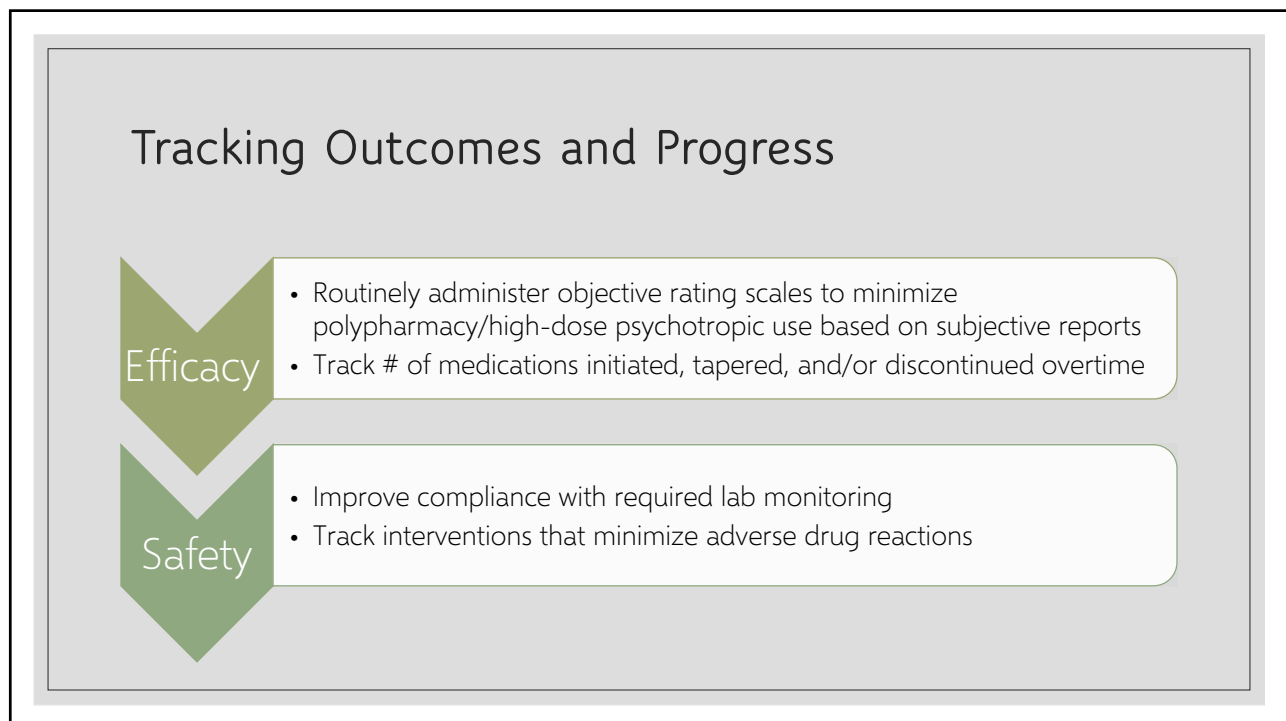 Tracking Outcomes and Progress
Efficacy
• Routinely administer objective rating scales to minimize
polypharmacy/high-dose psychotropic use based on subjective reports
• Track # of medications initiated, tapered, and/or discontinued overtime
Safety
• Improve compliance with required lab monitoring
• Track interventions that minimize adverse drug reactions